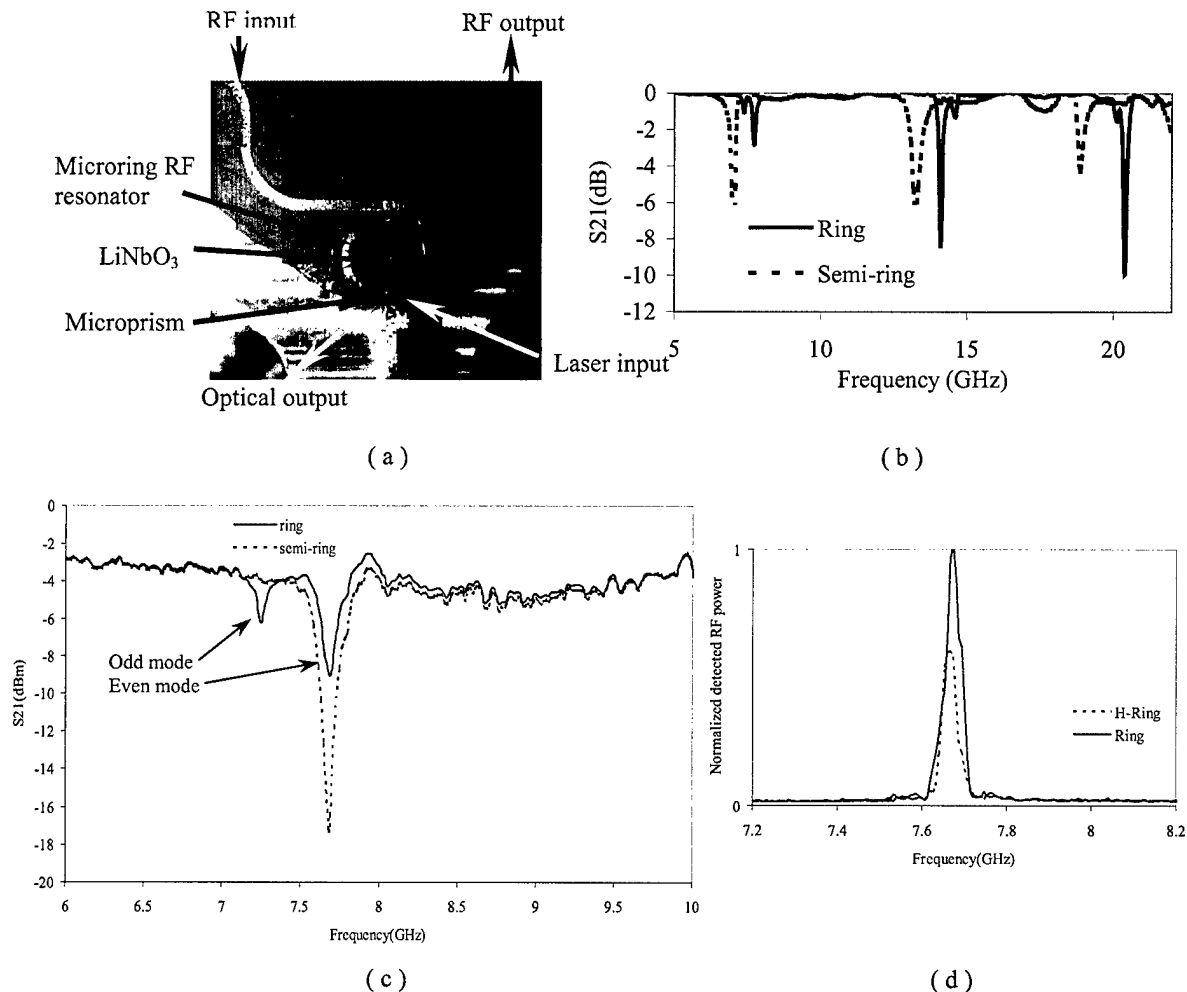 RF input
RF output
Microring RF
resonator
LiNbO3
Microprism
Laser input
Optical output
( a )
0
-2
-4
-6
-8
-10
-12
S21(dB)
Ring
Semi-ring
5
10
15
20
Frequency (GHz)
( b )
0
-2
-4
-6
-8
-10
-12
-14
-16
-18
-20
S21(dBm)
ring
semi-ring
Odd mode
Even mode
6
6.5
7
7.5
8
8.5
9
9.5
10
Frequency(GHz)
( c )
1
0
Normalized detected RF power
H-Ring
Ring
7.2
7.4
7.6
7.8
8
8.2
Frequency(GHz)
( d )